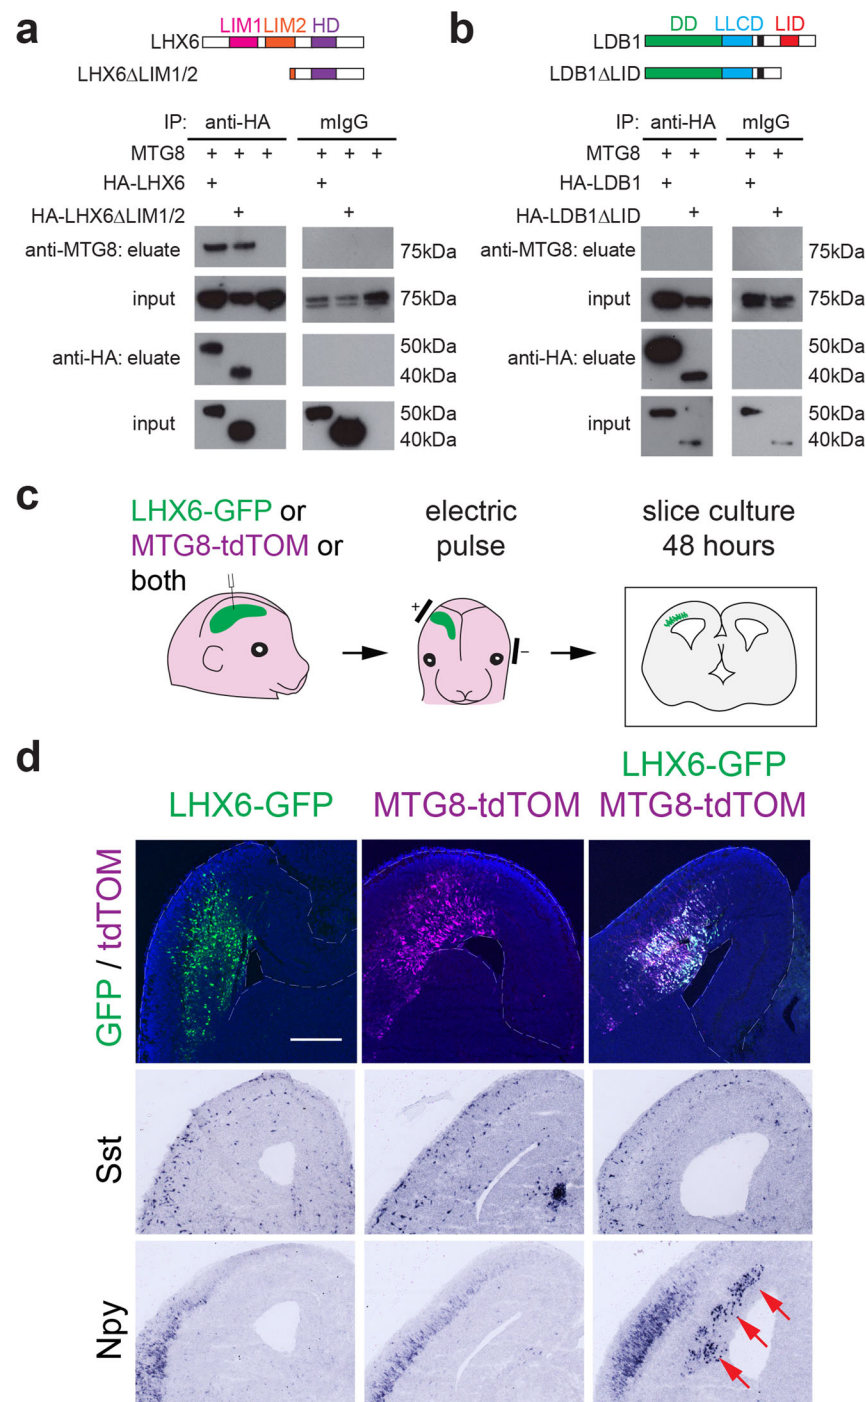 a
LIM1 LIM2 HD
LHX6
LHX6ΔLIM1/2
IP: anti-HA mIgG
MTG8 + + + + + +
HA-LHX6 + +
HA-LHX6ΔLIM1/2 + +
anti-MTG8: eluate 75kDa
input 75kDa
anti-HA: eluate 50kDa
40kDa
input 50kDa
40kDa
b
DD LLCD LID
LDB1
LDB1ΔLID
IP: anti-HA mIgG
MTG8 + + + +
HA-LDB1 + +
HA-LDB1ΔLID + +
anti-MTG8: eluate 75kDa
input 75kDa
anti-HA: eluate 50kDa
40kDa
input 50kDa
40kDa
c
LHX6-GFP or
MTG8-tdTOM or
both
electric
pulse
+
–
slice culture
48 hours
d
LHX6-GFP
MTG8-tdTOM
LHX6-GFP
MTG8-tdTOM
GFP / tdTOM
Sst
Npy